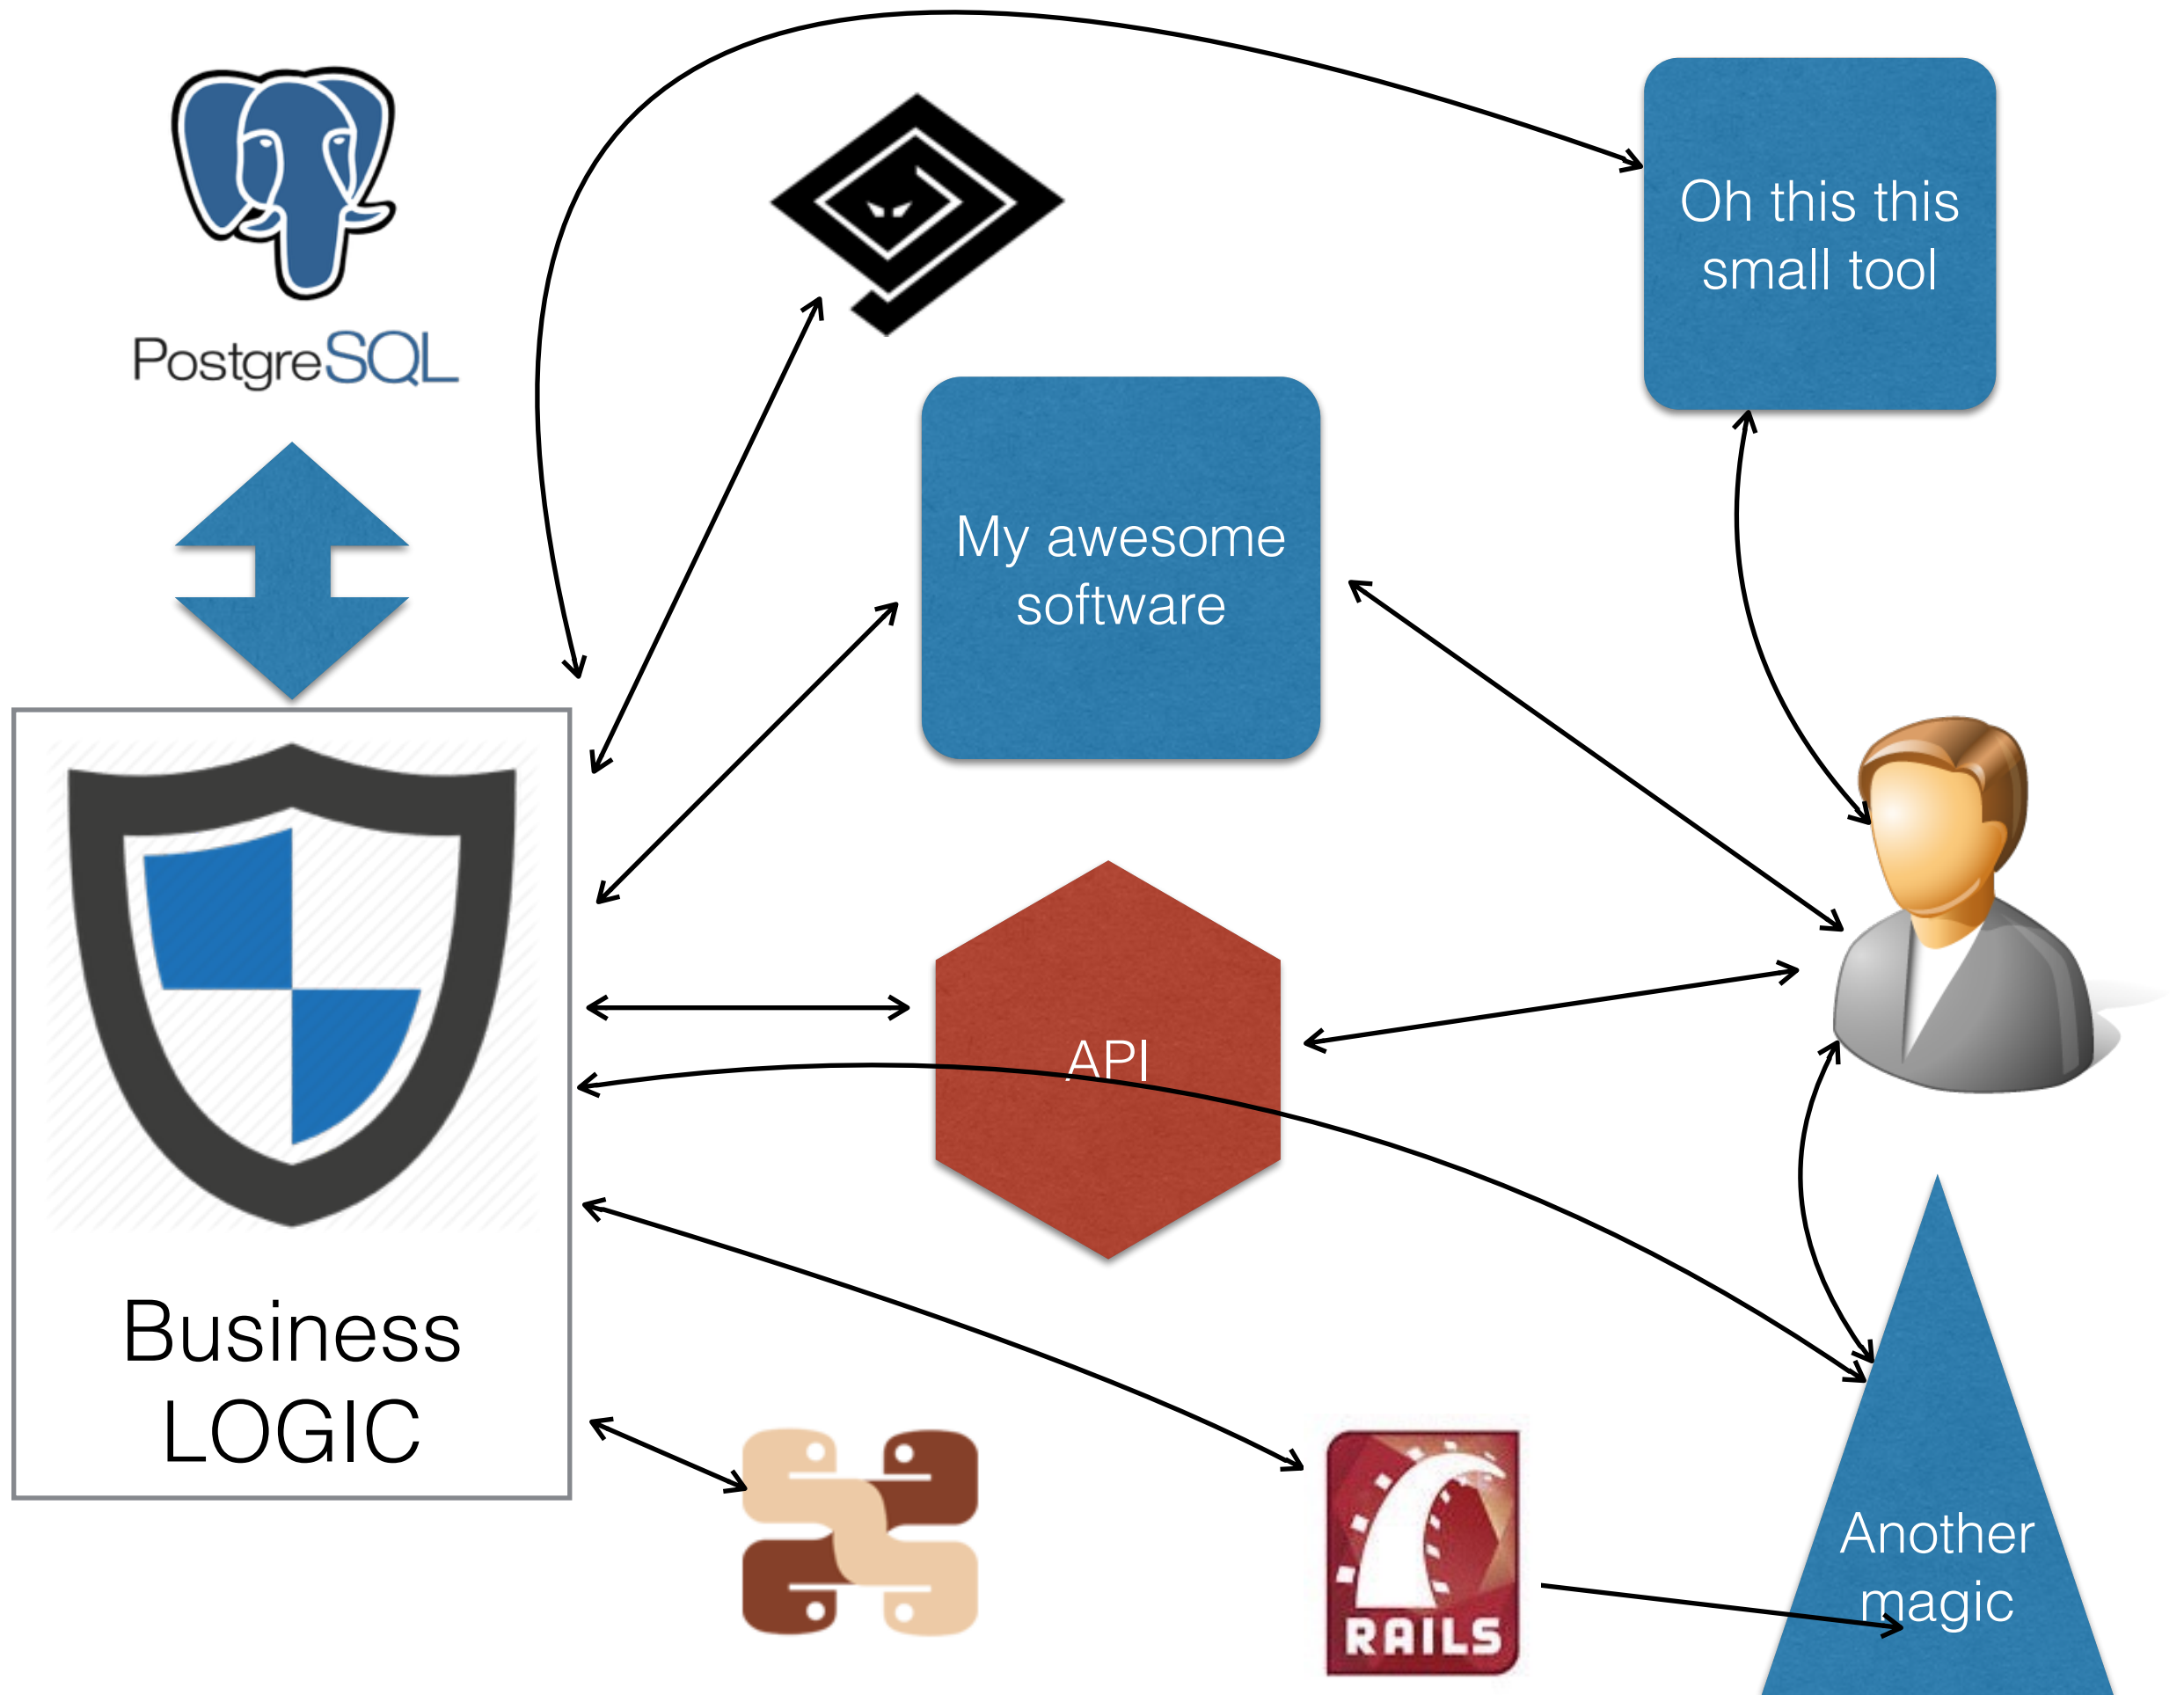 PostgreSQL
Oh this this
small tool
My awesome
software
API
Business
LOGIC
RAILS
Another
magic